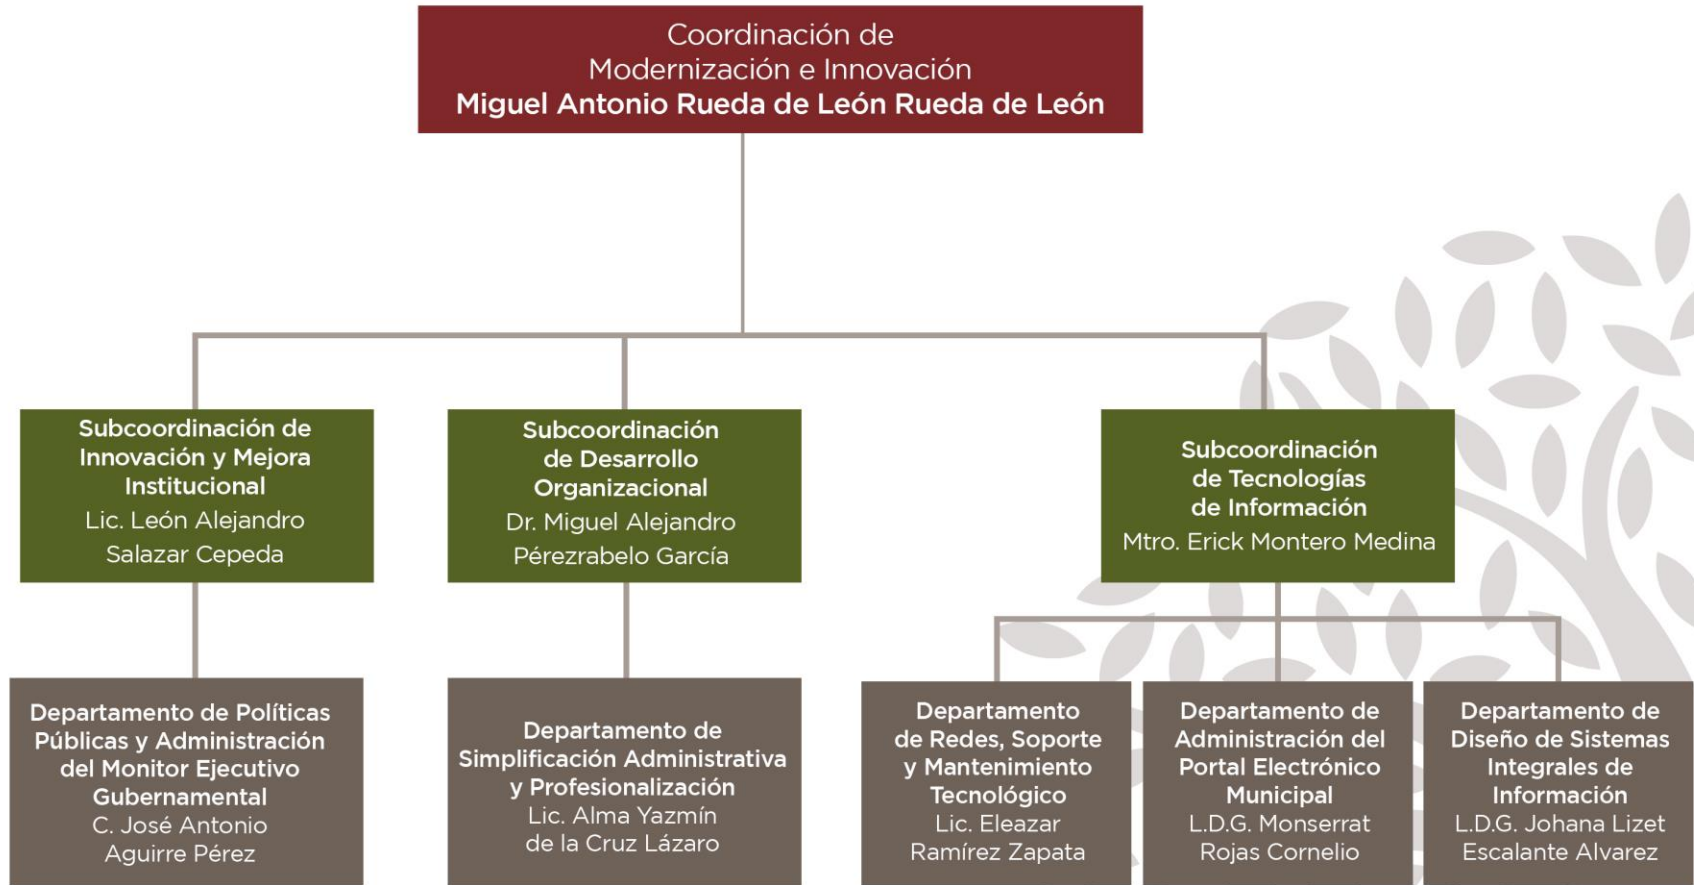 Coordinación de
Modernización e Innovación
Miguel Antonio Rueda de León Rueda de León
Subcoordinación de
Innovación y Mejora
Institucional
Lic. León Alejandro
Salazar Cepeda
Subcoordinación
de Desarrollo
Organizacional
Dr. Miguel Alejandro
Pérezrabelo García
Subcoordinación
de Tecnologías
de Información
Mtro. Erick Montero Medina
Departamento de Políticas
Públicas y Administración
del Monitor Ejecutivo
Gubernamental
C. José Antonio
Aguirre Pérez
Departamento de
Simplificación Administrativa
y Profesionalización
Lic. Alma Yazmín
de la Cruz Lázaro
Departamento
de Redes, Soporte
y Mantenimiento
Tecnológico
Lic. Eleazar
Ramírez Zapata
Departamento de
Administración del
Portal Electrónico
Municipal
L.D.G. Monserrat
Rojas Cornelio
Departamento de
Diseño de Sistemas
Integrales de
Información
L.D.G. Johana Lizet
Escalante Alvarez